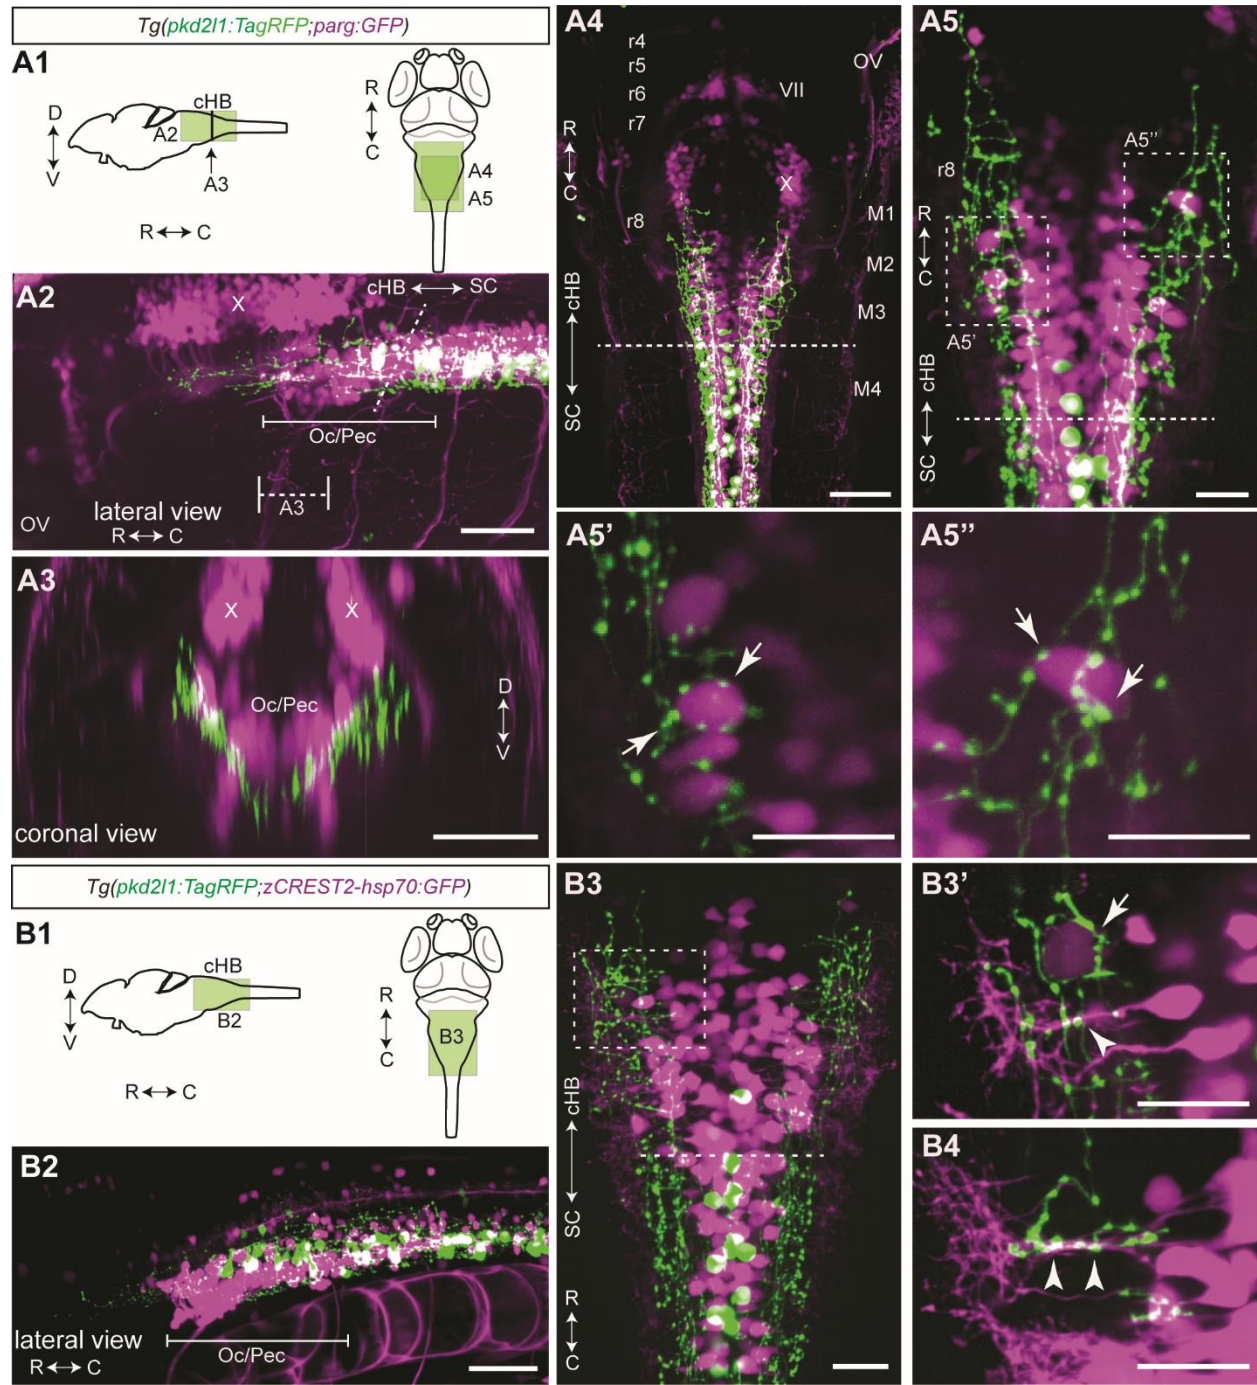 Tg(pkd2l1:TagRFP;parg:GFP)
A1
D
V
cHB
A2
A3
R
C
R C
A4
A5
A2
X
cHB SC
Oc/Pec
A3
OV
lateral view
R C
A3
X
X
Oc/Pec
D
V
coronal view
A4
r4
r5
r6
r7
VII
OV
R
C
X
r8
M1
M2
M3
M4
cHB
SC
A5
A5''
r8
R
C
A5'
cHB
SC
A5'
A5''
Tg(pkd2l1:TagRFP;zCREST2-hsp70:GFP)
B1
D
V
cHB
B2
R
C
B3
R C
B2
lateral view
R C
Oc/Pec
B3
cHB
SC
R
C
B3'
B4